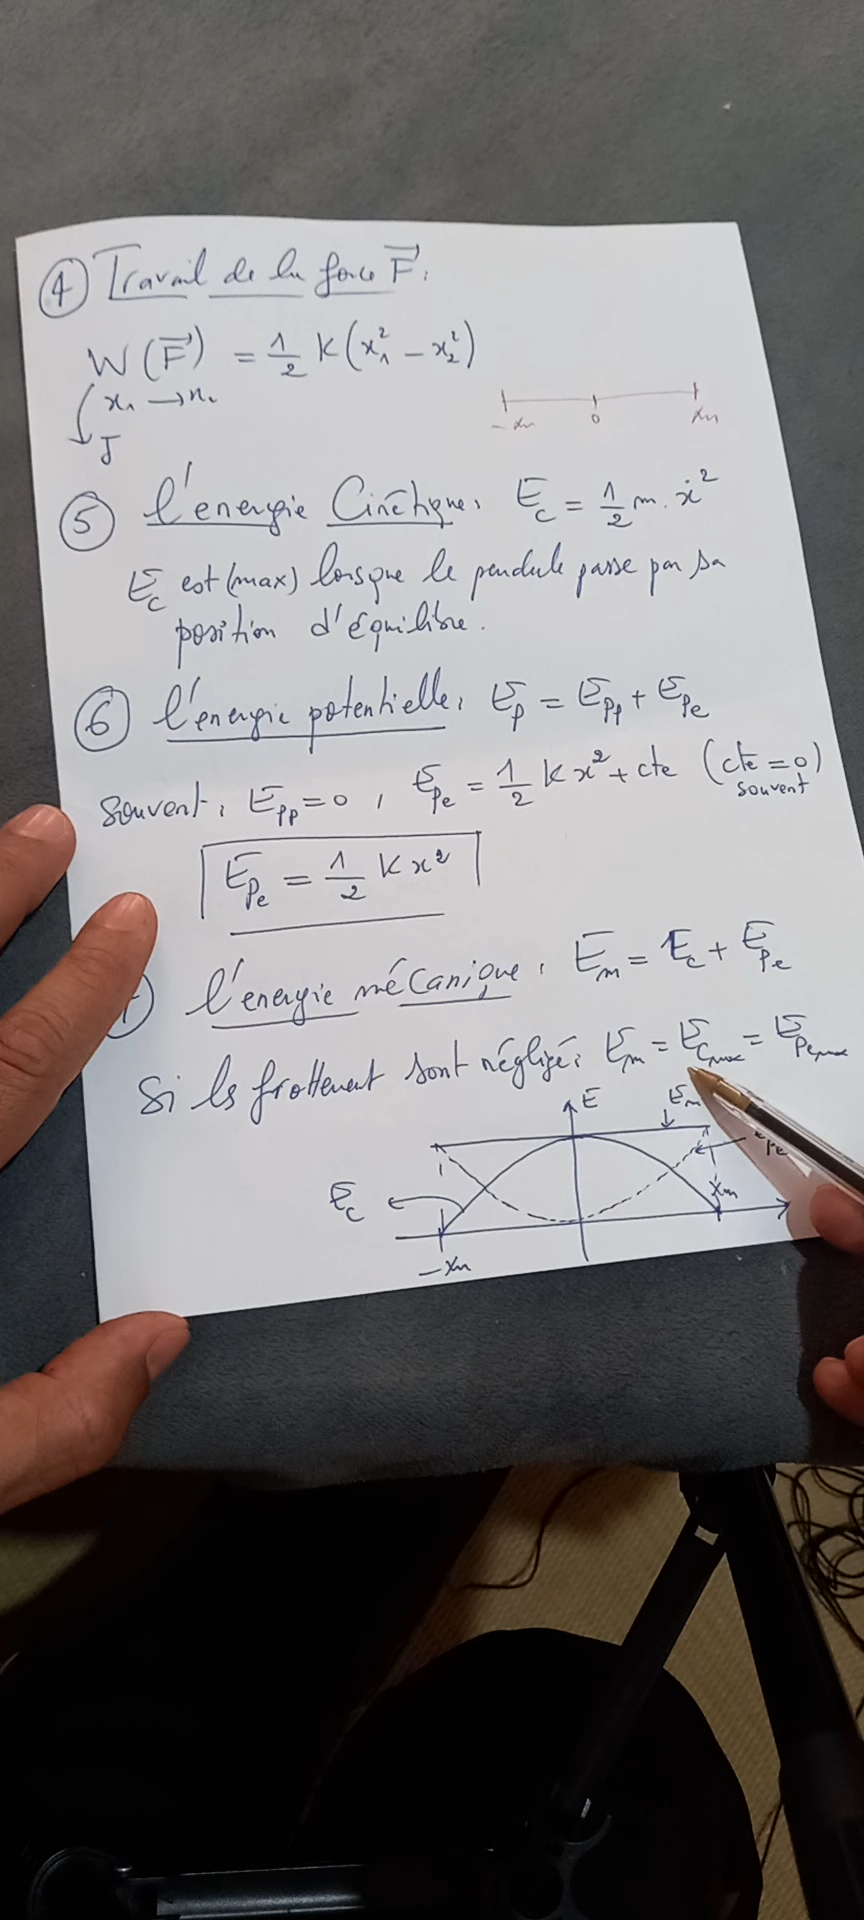 ④ Travail de la force F⃗ :
W(F⃗) = 1/2 K(x₁² - x₂²)
x₁ → x₂
J
-xm 0 xm
⑤ l'energie Cinétique : Ec = 1/2 m. ẋ²
Ec est (max) lorsque le pendule passe par sa
position d'équilibre.
⑥ l'énergie potentielle : Ep = Epp + Epe
Souvent : Epp = 0 , Epe = 1/2 K x² + cte (cte = 0)
souvent
Epe = 1/2 K x²
l'énergie mécanique : Em = Ec + Epe
Si les frottement sont négligé : Em = Ecmax = Epemax
E
Em
Epe
Ec
xm
-xm